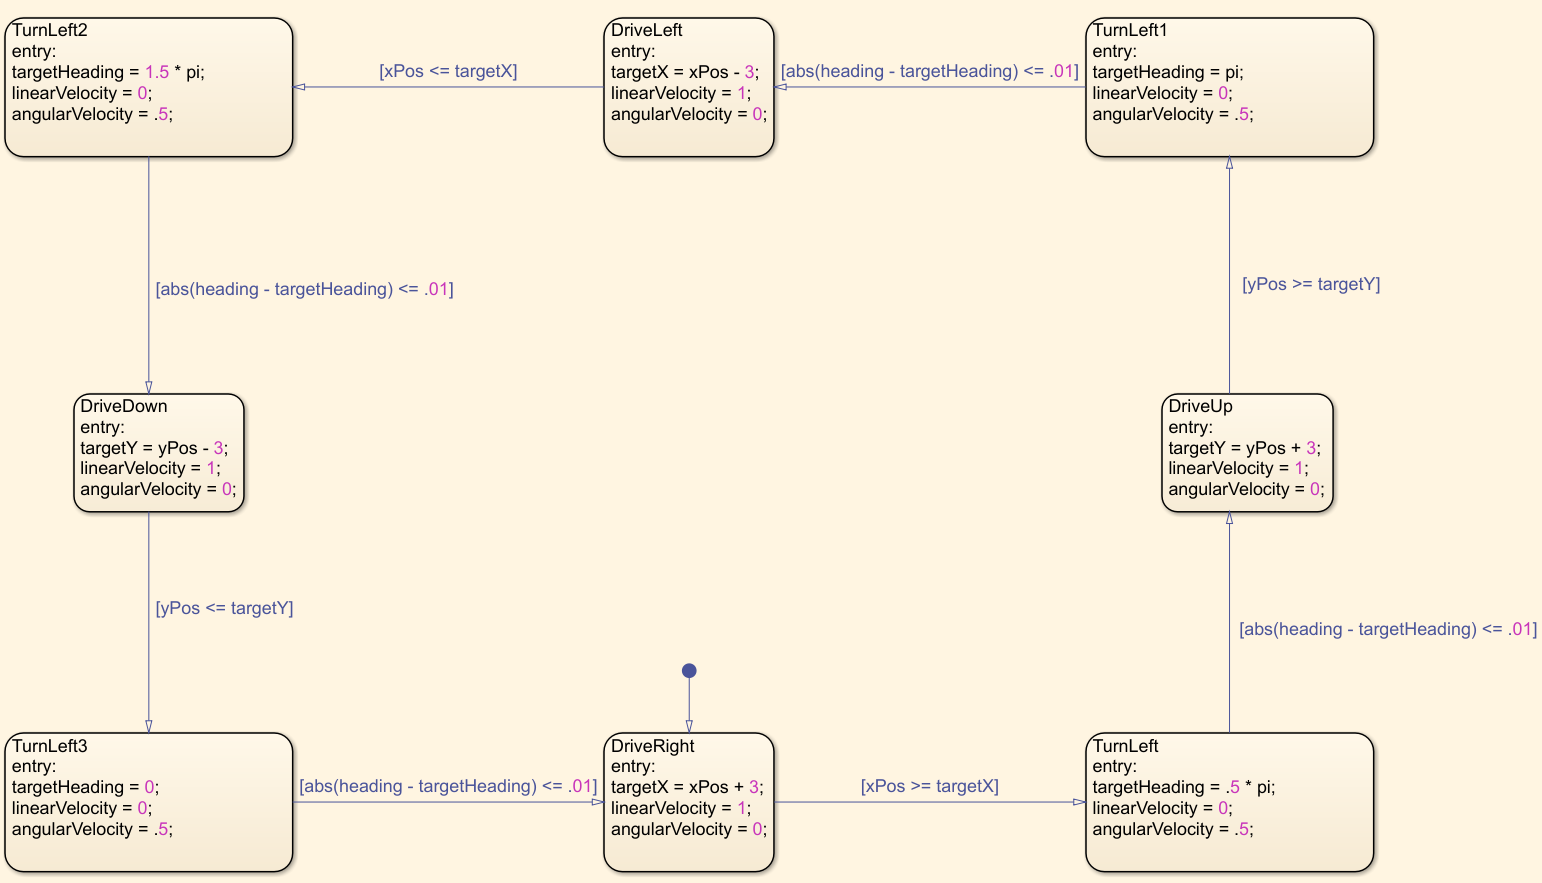 TurnLeft2
entry:
targetHeading = 1.5 * pi;
linearVelocity = 0;
angularVelocity = .5;
[xPos <= targetX]
DriveLeft
entry:
targetX = xPos - 3;
linearVelocity = 1;
angularVelocity = 0;
[abs(heading - targetHeading) <= .01]
TurnLeft1
entry:
targetHeading = pi;
linearVelocity = 0;
angularVelocity = .5;
[abs(heading - targetHeading) <= .01]
[yPos >= targetY]
DriveDown
entry:
targetY = yPos - 3;
linearVelocity = 1;
angularVelocity = 0;
DriveUp
entry:
targetY = yPos + 3;
linearVelocity = 1;
angularVelocity = 0;
[yPos <= targetY]
[abs(heading - targetHeading) <= .01]
TurnLeft3
entry:
targetHeading = 0;
linearVelocity = 0;
angularVelocity = .5;
[abs(heading - targetHeading) <= .01]
DriveRight
entry:
targetX = xPos + 3;
linearVelocity = 1;
angularVelocity = 0;
[xPos >= targetX]
TurnLeft
entry:
targetHeading = .5 * pi;
linearVelocity = 0;
angularVelocity = .5;